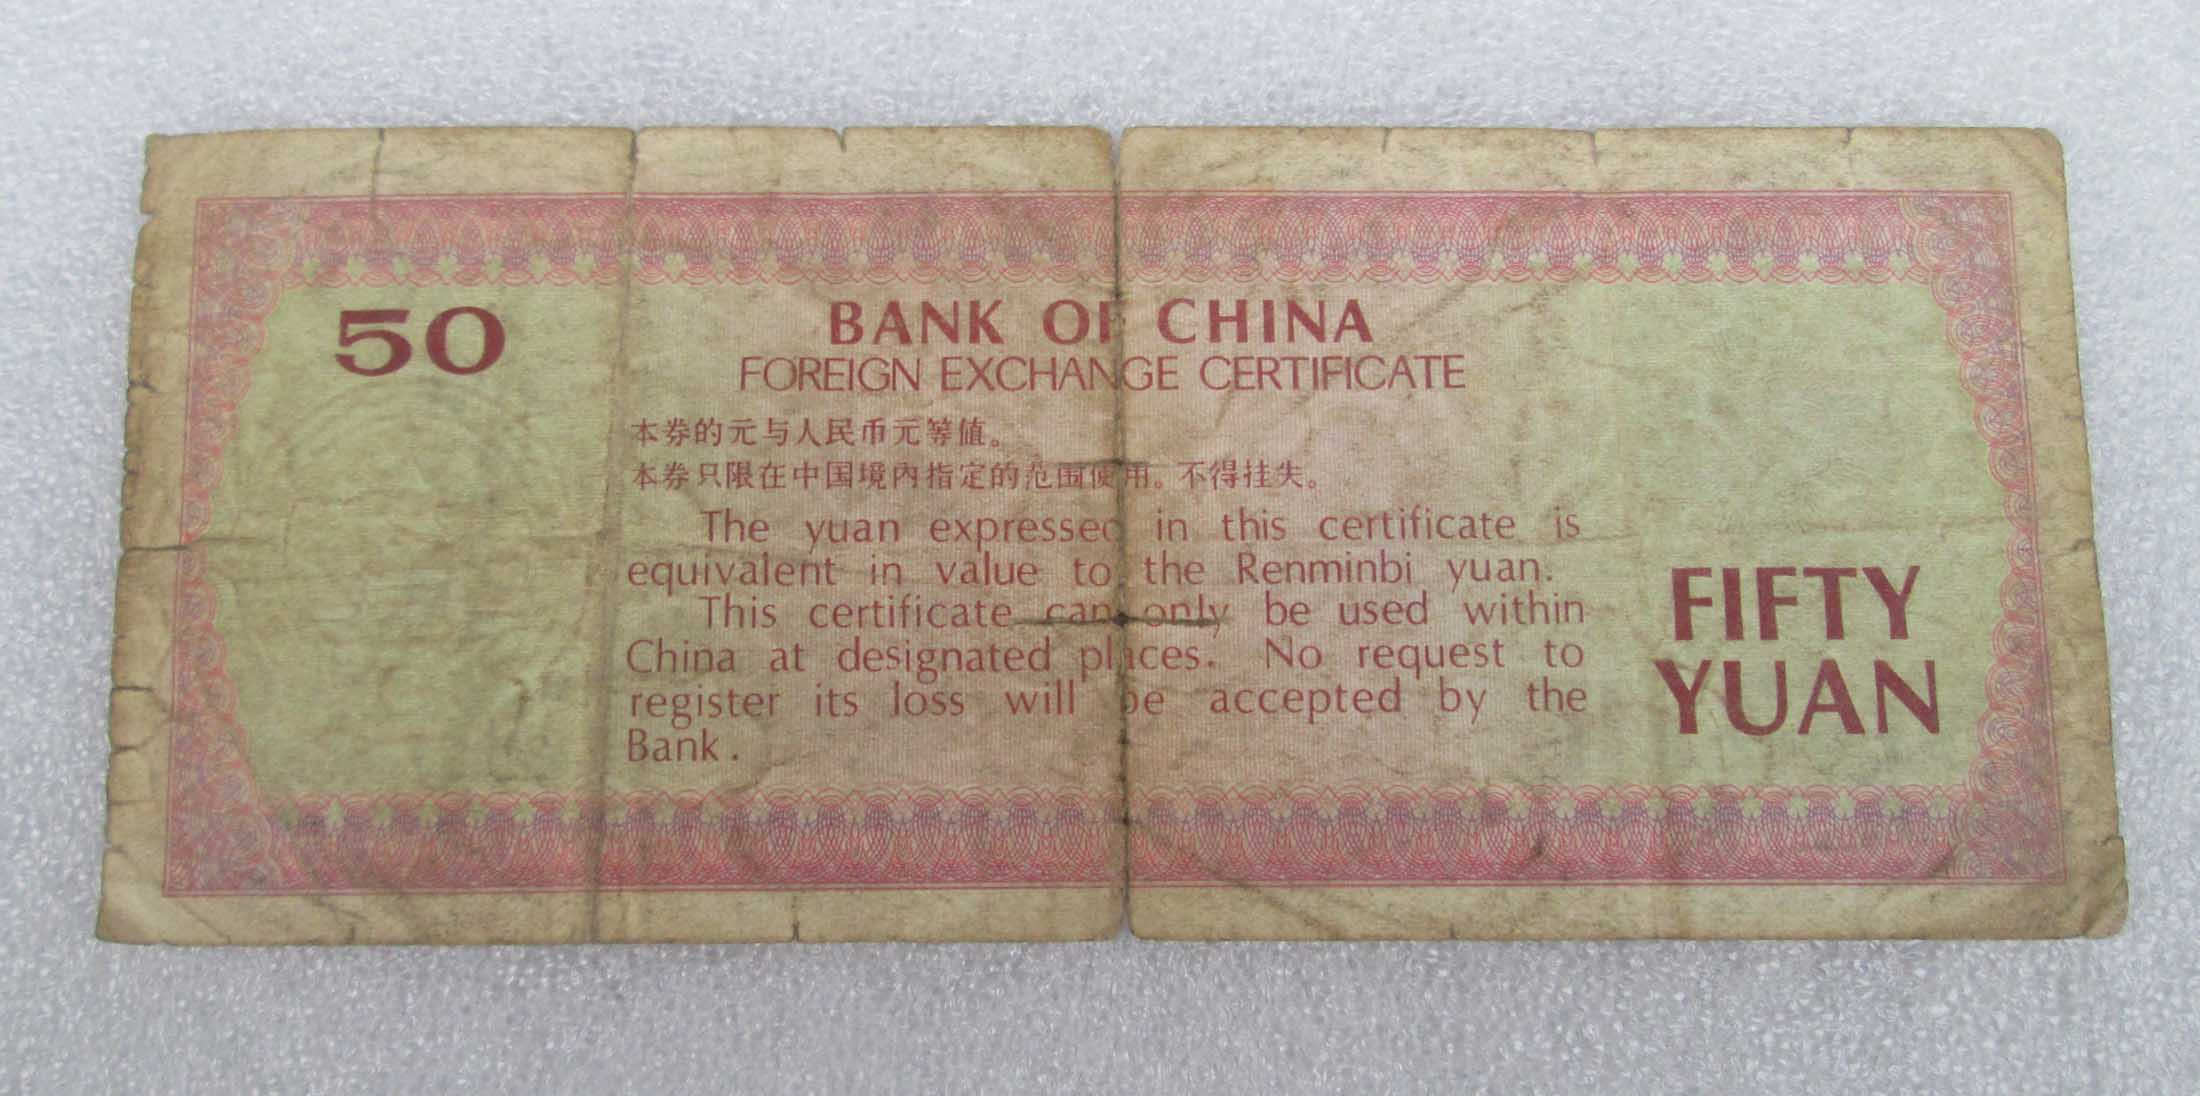 50
BANK OF CHINA
FOREIGN EXCHANGE CERTIFICATE
本券的元与人民币元等值。
本券只限在中国境内指定的范围使用。不得挂失。
The yuan expressed in this certificate is
equivalent in value to the Renminbi yuan.
This certificate can only be used within
China at designated places. No request to
register its loss will be accepted by the
Bank.
FIFTY
YUAN